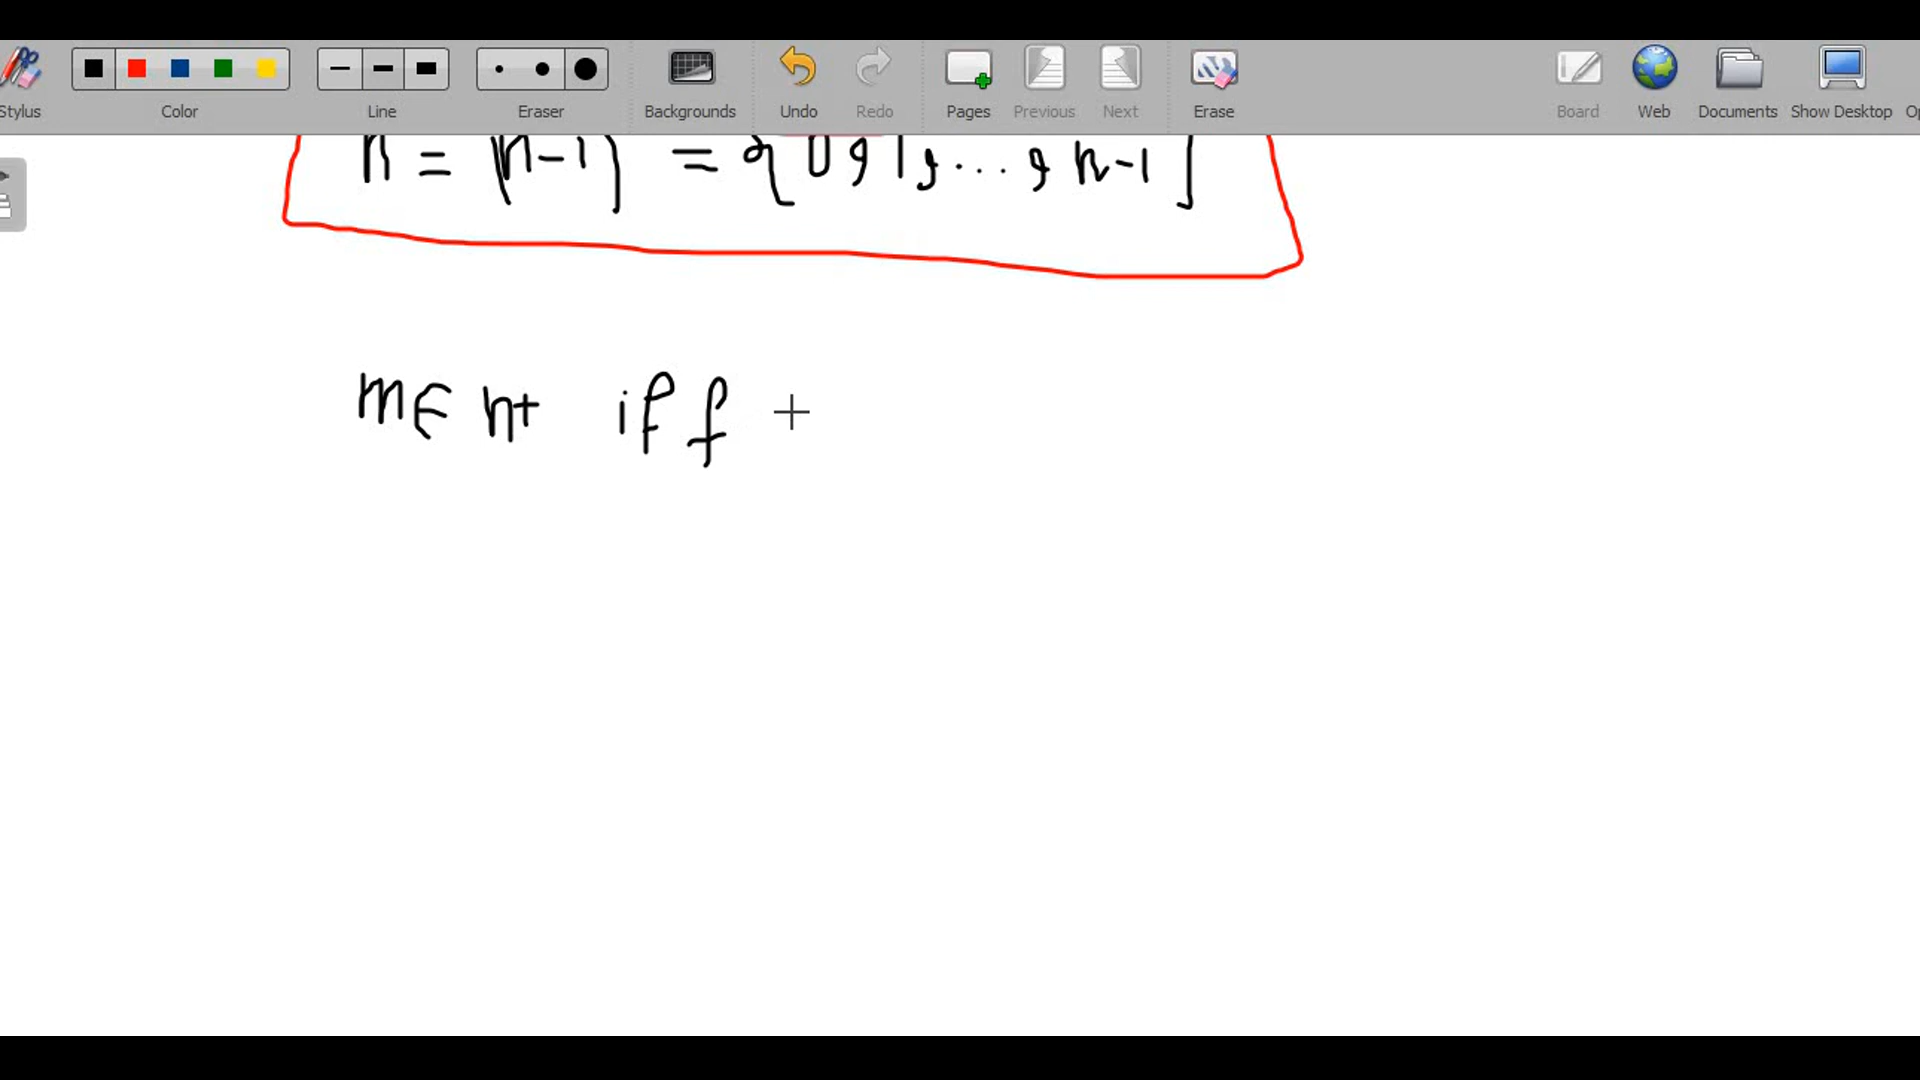 Stylus Color Line Eraser Backgrounds Undo Redo Pages Previous Next Erase Board Web Documents Show Desktop
n = (n-1)⁺ = {0, 1, ..., n-1}
m ∈ n+ iff